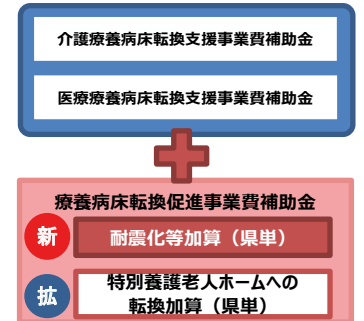 介護療養病床転換支援事業費補助金
医療療養病床転換支援事業費補助金
療養病床転換促進事業費補助金
新
耐震化等加算（県単）
拡
特別養護老人ホームへの
転換加算（県単）